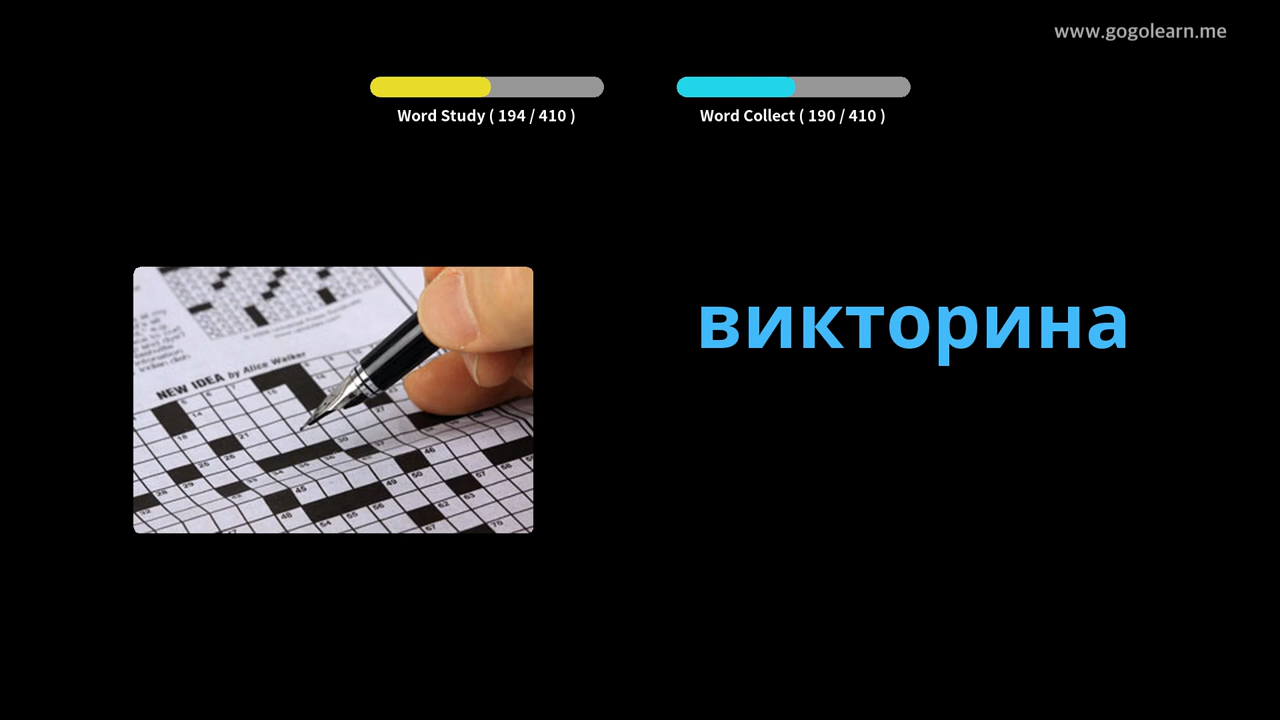 www.gogolearn.me
Word Study ( 194 / 410 )
Word Collect ( 190 / 410 )
викторина
NEW IDEA by Alice Walker